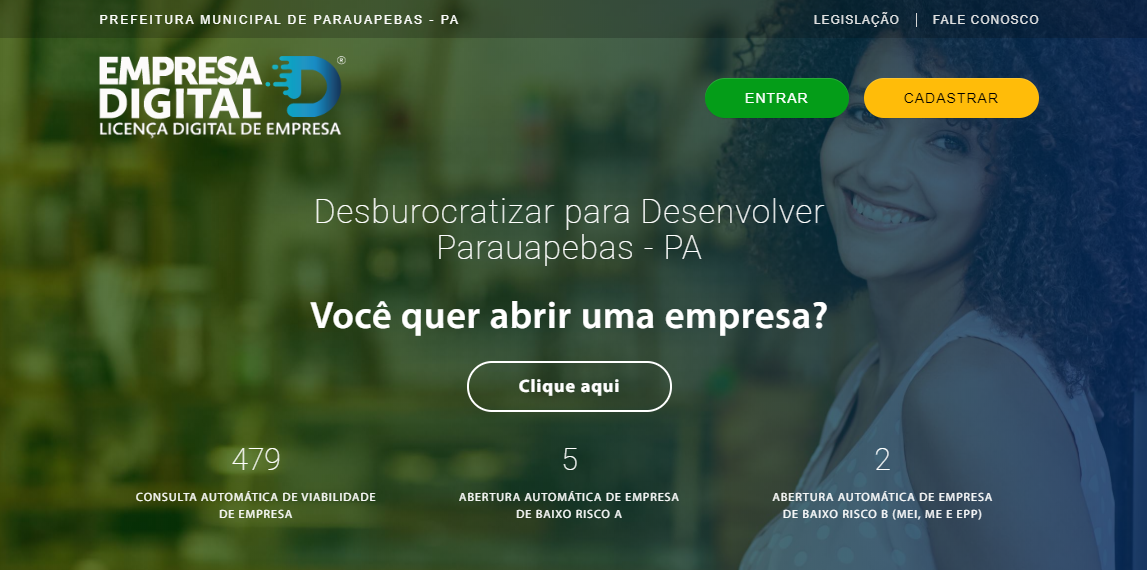 PREFEITURA MUNICIPAL DE PARAUAPEBAS - PA
LEGISLAÇÃO | FALE CONOSCO
EMPRESA
DIGITAL
®
LICENÇA DIGITAL DE EMPRESA
ENTRAR
CADASTRAR
Desburocratizar para Desenvolver
Parauapebas - PA
Você quer abrir uma empresa?
Clique aqui
479
CONSULTA AUTOMÁTICA DE VIABILIDADE
DE EMPRESA
5
ABERTURA AUTOMÁTICA DE EMPRESA
DE BAIXO RISCO A
2
ABERTURA AUTOMÁTICA DE EMPRESA
DE BAIXO RISCO B (MEI, ME E EPP)